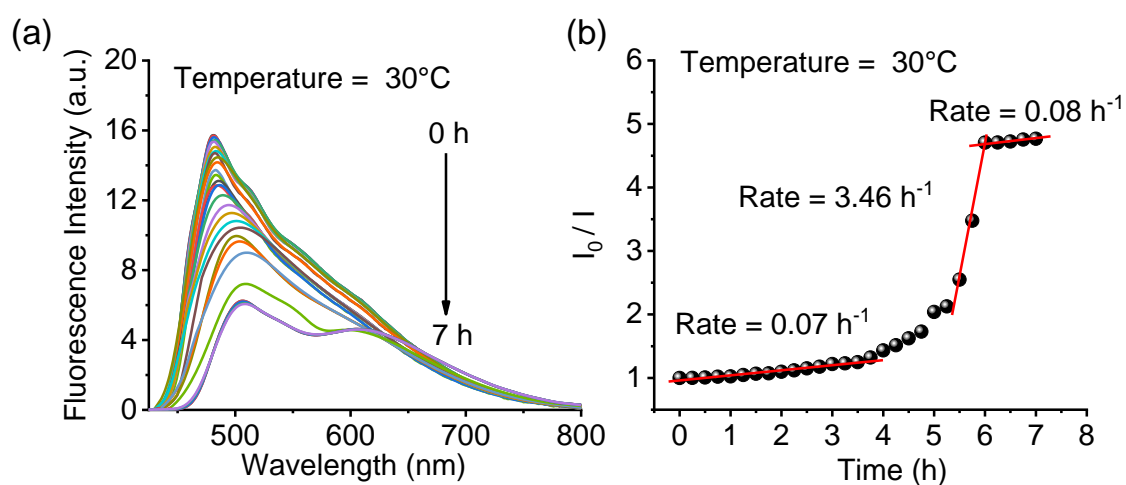 (a)
Temperature = 30°C
0 h
7 h
Fluorescence Intensity (a.u.)
0
4
8
12
16
20
500
600
700
800
Wavelength (nm)
(b)
Temperature = 30°C
Rate = 0.08 h⁻¹
Rate = 3.46 h⁻¹
Rate = 0.07 h⁻¹
I₀ / I
1
2
3
4
5
6
0 1 2 3 4 5 6 7 8
Time (h)